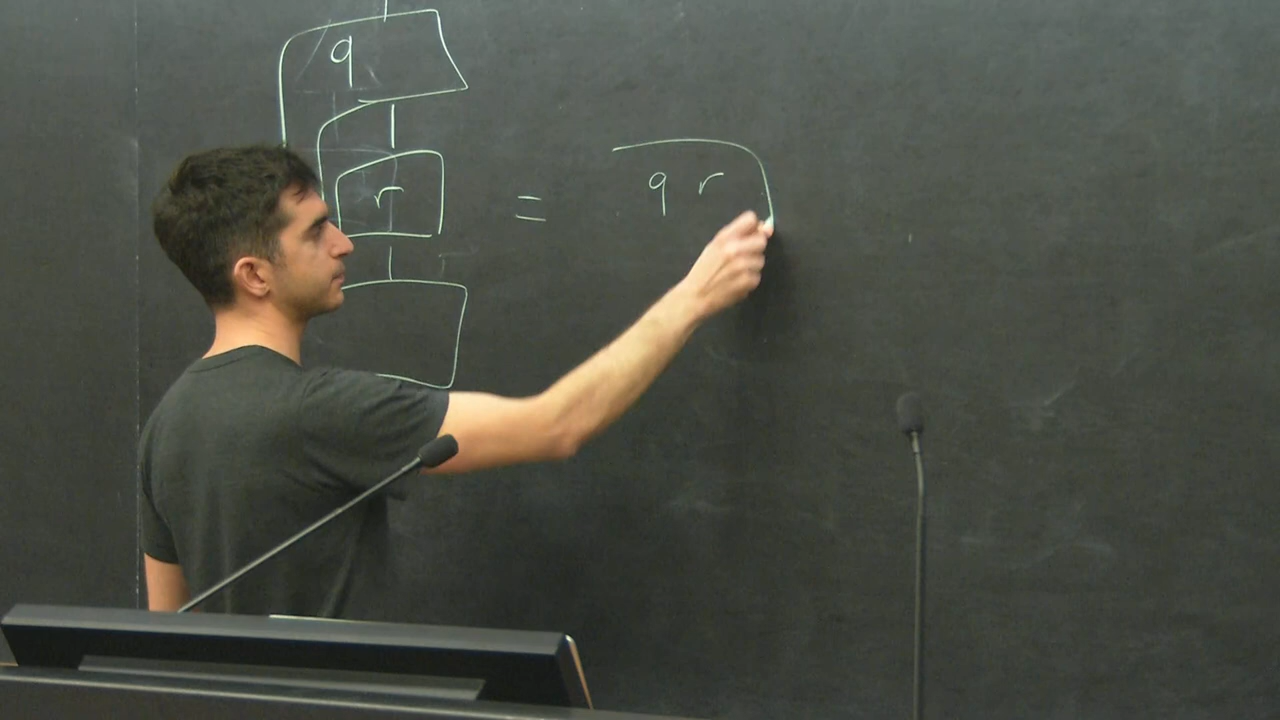 q
r = q r